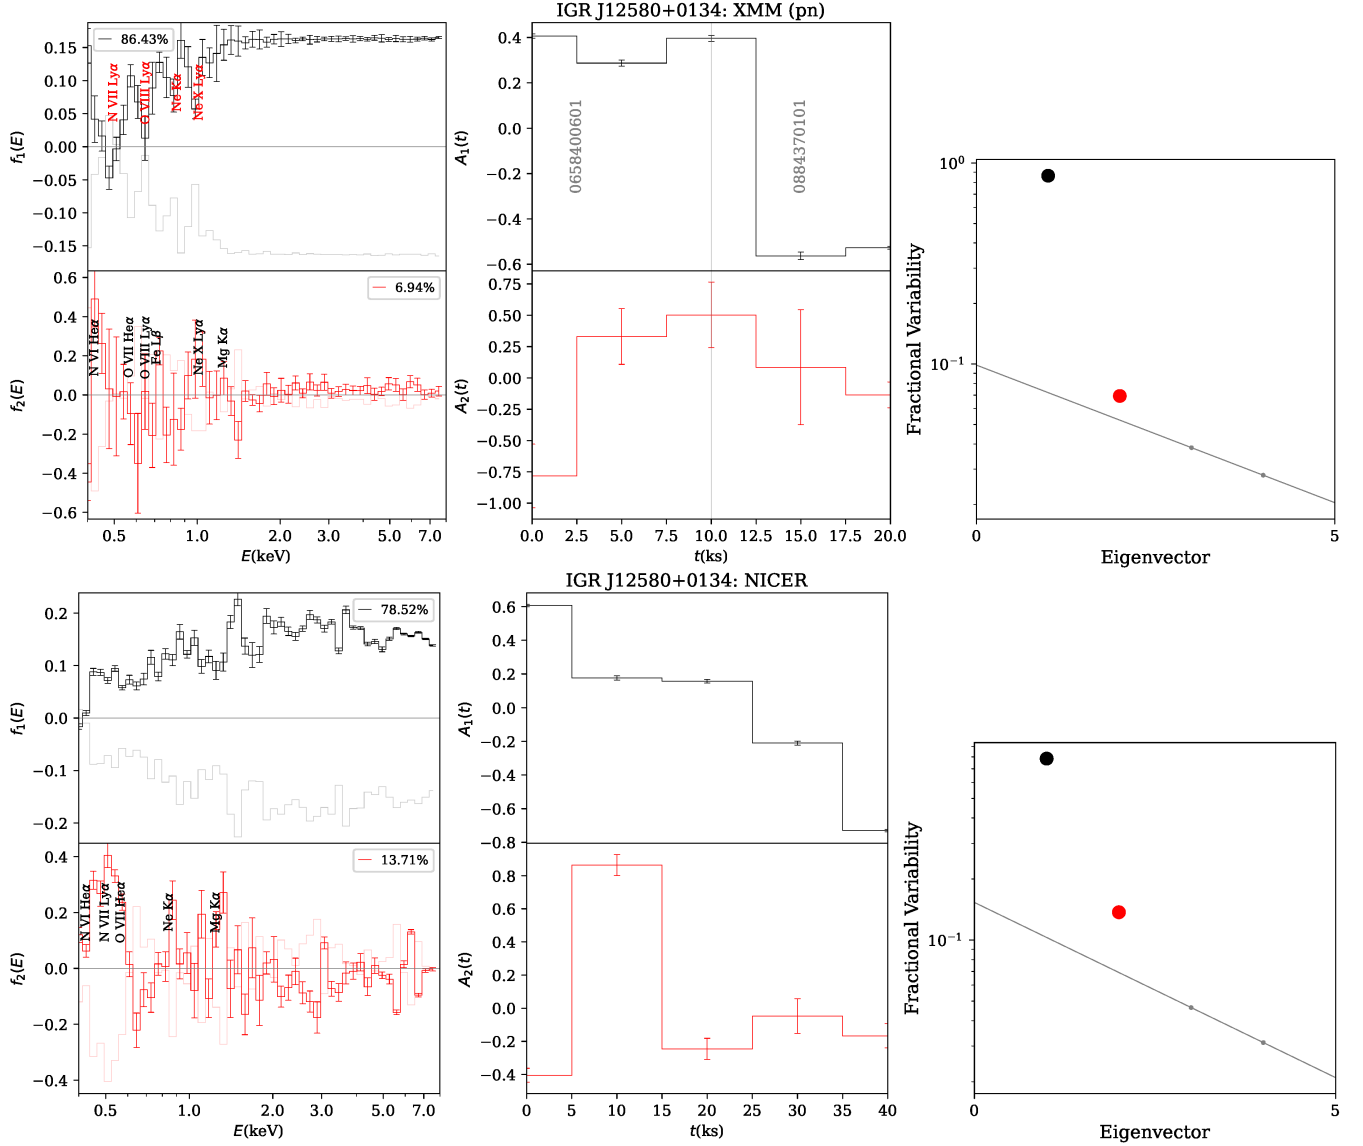 IGR J12580+0134: XMM (pn)
86.43%
N VII Lyα
O VIII Lyα
Ne Kα
Ne X Lyα
f₁(E)
0.15
0.10
0.05
0.00
−0.05
−0.10
−0.15
6.94%
N VI Heα
O VII Heα
O VIII Lyα
Fe Lβ
Ne X Lyα
Mg Kα
f₂(E)
0.6
0.4
0.2
0.0
−0.2
−0.4
−0.6
0.5 1.0 2.0 3.0 5.0 7.0
E(keV)
A₁(t)
0.4
0.2
0.0
−0.2
−0.4
−0.6
0658400601
0884370101
A₂(t)
0.75
0.50
0.25
0.00
−0.25
−0.50
−0.75
−1.00
0.0 2.5 5.0 7.5 10.0 12.5 15.0 17.5 20.0
t(ks)
Fractional Variability
10⁰
10⁻¹
0 5
Eigenvector
IGR J12580+0134: NICER
78.52%
f₁(E)
0.2
0.1
0.0
−0.1
−0.2
13.71%
N VI Heα
N VII Lyα
O VII Heα
Ne Kα
Mg Kα
f₂(E)
0.4
0.2
0.0
−0.2
−0.4
0.5 1.0 2.0 3.0 5.0 7.0
E(keV)
A₁(t)
0.6
0.4
0.2
0.0
−0.2
−0.4
−0.6
−0.8
A₂(t)
0.8
0.6
0.4
0.2
0.0
−0.2
−0.4
0 5 10 15 20 25 30 35 40
t(ks)
Fractional Variability
10⁻¹
0 5
Eigenvector